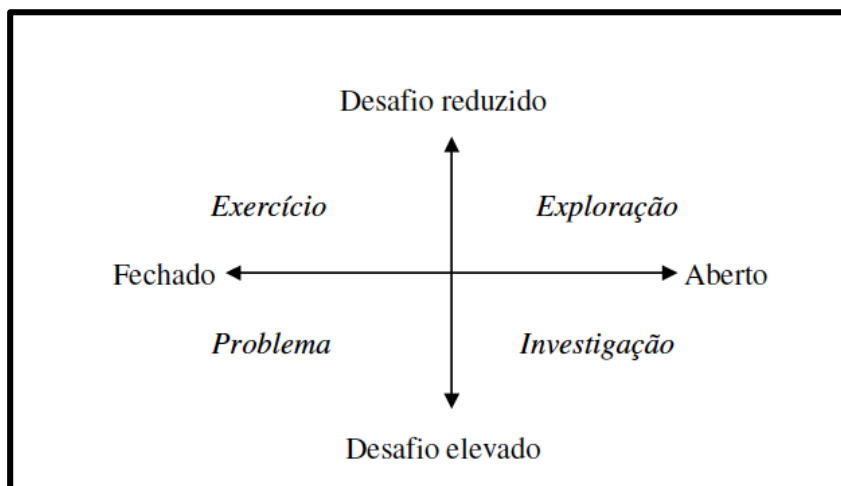 Desafio reduzido
Exercício Exploração
Fechado Aberto
Problema Investigação
Desafio elevado